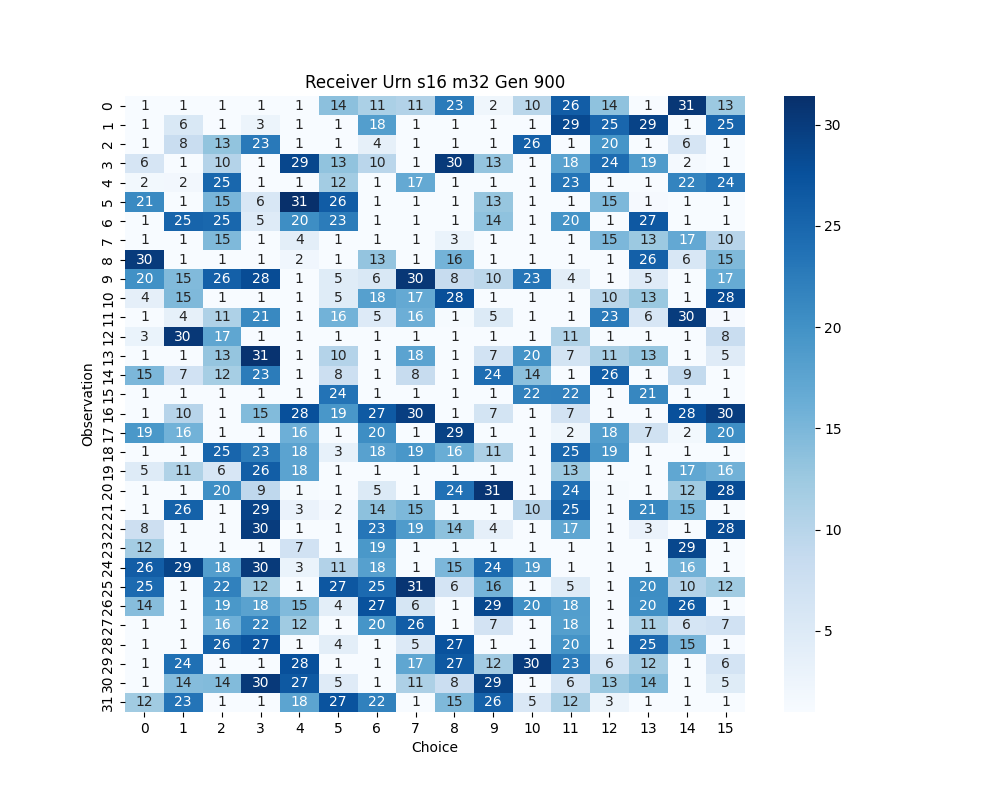 Receiver Urn s16 m32 Gen 900
0 1 1 1 1 1 14 11 11 23 2 10 26 14 1 31 13
1 1 6 1 3 1 1 18 1 1 1 1 29 25 29 1 25
2 1 8 13 23 1 1 4 1 1 1 26 1 20 1 6 1
3 6 1 10 1 29 13 10 1 30 13 1 18 24 19 2 1
4 2 2 25 1 1 12 1 17 1 1 1 23 1 1 22 24
5 21 1 15 6 31 26 1 1 1 13 1 1 15 1 1 1
6 1 25 25 5 20 23 1 1 1 14 1 20 1 27 1 1
7 1 1 15 1 4 1 1 1 3 1 1 1 15 13 17 10
8 30 1 1 1 2 1 13 1 16 1 1 1 1 26 6 15
9 20 15 26 28 1 5 6 30 8 10 23 4 1 5 1 17
10 4 15 1 1 1 5 18 17 28 1 1 1 10 13 1 28
11 1 4 11 21 1 16 5 16 1 5 1 1 23 6 30 1
12 3 30 17 1 1 1 1 1 1 1 1 11 1 1 1 8
13 1 1 13 31 1 10 1 18 1 7 20 7 11 13 1 5
14 15 7 12 23 1 8 1 8 1 24 14 1 26 1 9 1
15 1 1 1 1 1 24 1 1 1 1 22 22 1 21 1 1
16 1 10 1 15 28 19 27 30 1 7 1 7 1 1 28 30
17 19 16 1 1 16 1 20 1 29 1 1 2 18 7 2 20
18 1 1 25 23 18 3 18 19 16 11 1 25 19 1 1 1
19 5 11 6 26 18 1 1 1 1 1 1 13 1 1 17 16
20 1 1 20 9 1 1 5 1 24 31 1 24 1 1 12 28
21 1 26 1 29 3 2 14 15 1 1 10 25 1 21 15 1
22 8 1 1 30 1 1 23 19 14 4 1 17 1 3 1 28
23 12 1 1 1 7 1 19 1 1 1 1 1 1 1 29 1
24 26 29 18 30 3 11 18 1 15 24 19 1 1 1 16 1
25 25 1 22 12 1 27 25 31 6 16 1 5 1 20 10 12
26 14 1 19 18 15 4 27 6 1 29 20 18 1 20 26 1
27 1 1 16 22 12 1 20 26 1 7 1 18 1 11 6 7
28 1 1 26 27 1 4 1 5 27 1 1 20 1 25 15 1
29 1 24 1 1 28 1 1 17 27 12 30 23 6 12 1 6
30 1 14 14 30 27 5 1 11 8 29 1 6 13 14 1 5
31 12 23 1 1 18 27 22 1 15 26 5 12 3 1 1 1
0 1 2 3 4 5 6 7 8 9 10 11 12 13 14 15
Choice
Observation
30
25
20
15
10
5